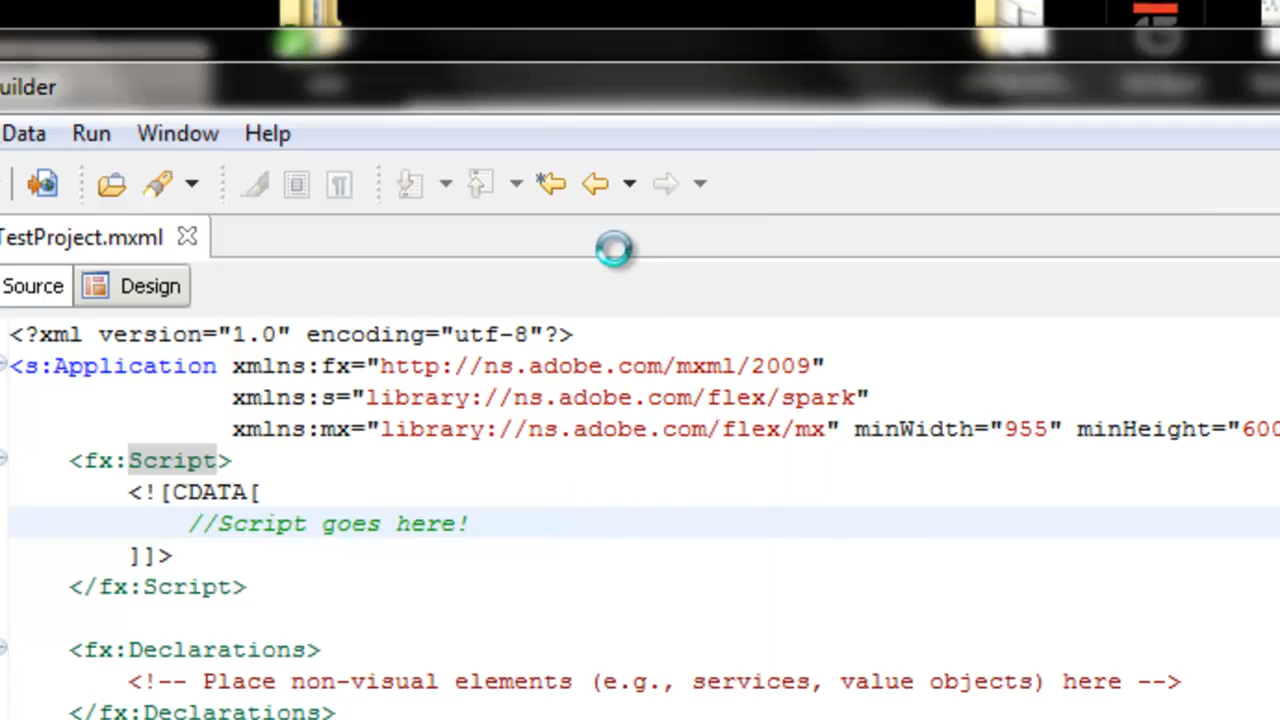 uilder
Data Run Window Help
TestProject.mxml
Source Design
<?xml version="1.0" encoding="utf-8"?>
<s:Application xmlns:fx="http://ns.adobe.com/mxml/2009"
xmlns:s="library://ns.adobe.com/flex/spark"
xmlns:mx="library://ns.adobe.com/flex/mx" minWidth="955" minHeight="600
<fx:Script>
<![CDATA[
//Script goes here!
]]>
</fx:Script>
<fx:Declarations>
<!-- Place non-visual elements (e.g., services, value objects) here -->
</fx:Declarations>